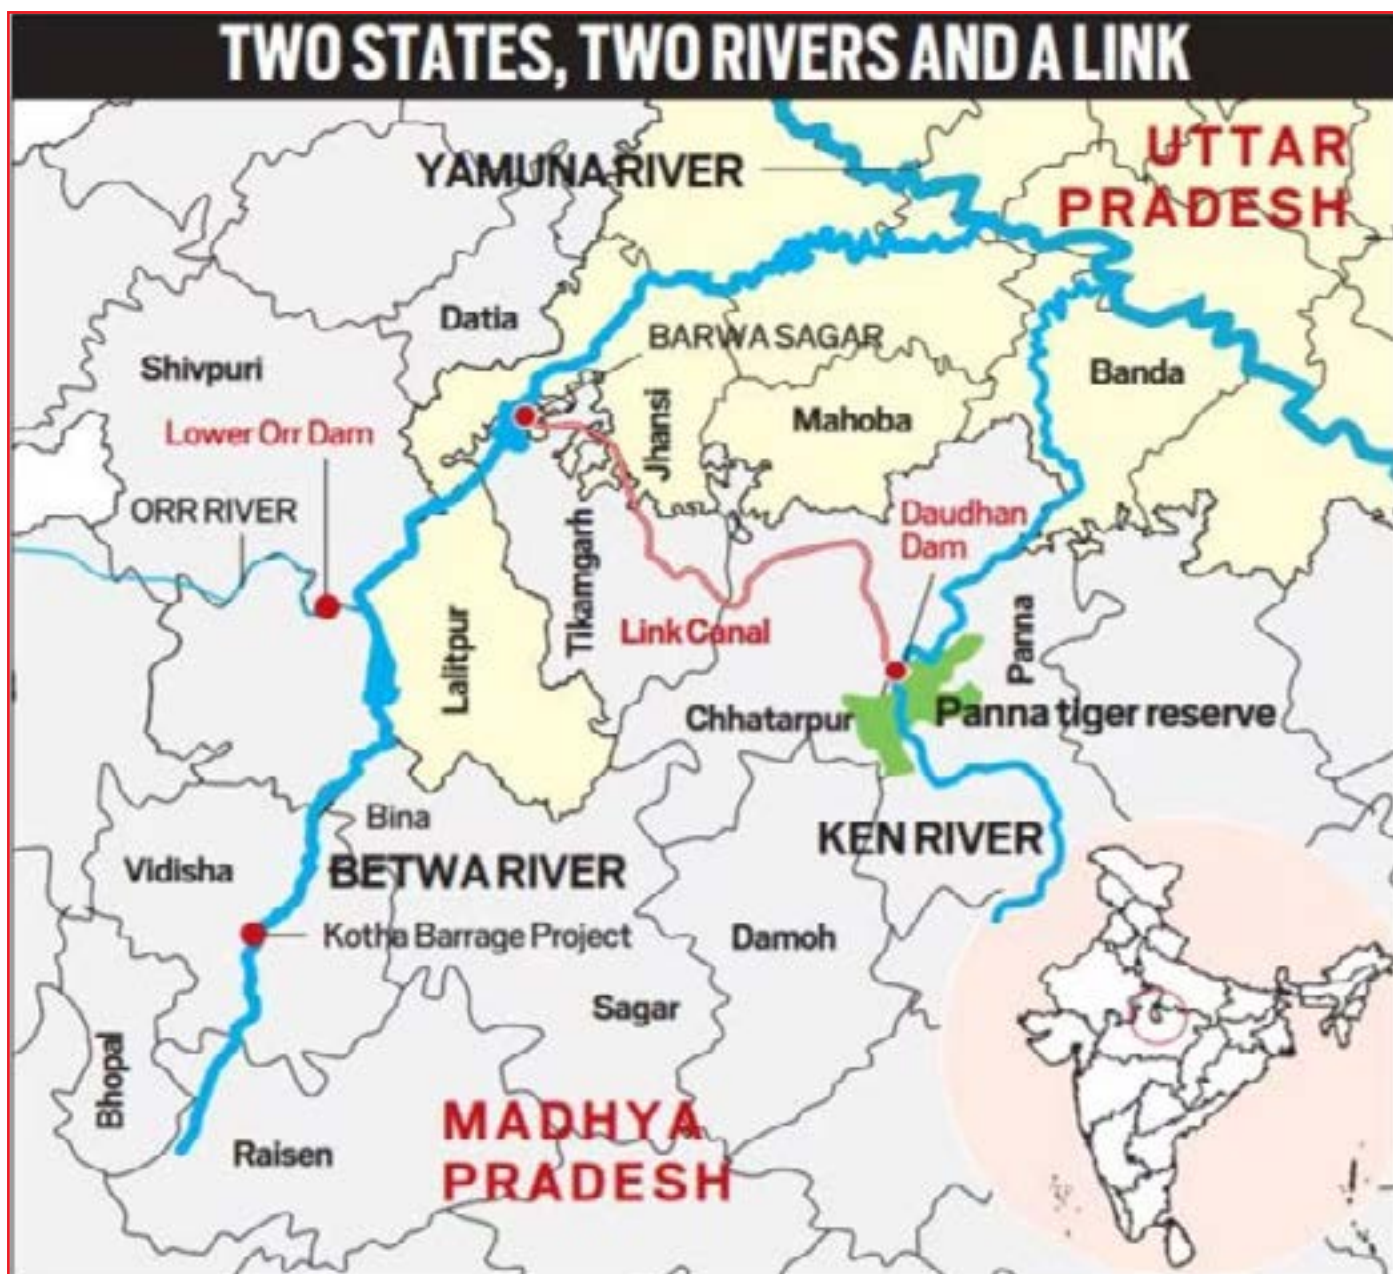 TWO STATES, TWO RIVERS AND A LINK
UTTAR
PRADESH
YAMUNA RIVER
Datia
BARWA SAGAR
Shivpuri
Banda
Jhansi
Mahoba
Lower Orr Dam
ORR RIVER
Daudhan
Dam
Tikamgarh
Lalitpur
Link Canal
Panna
Chhatarpur
Panna tiger reserve
Bina
KEN RIVER
Vidisha
BETWA RIVER
Kotha Barrage Project
Damoh
Sagar
Bhopal
MADHYA
PRADESH
Raisen